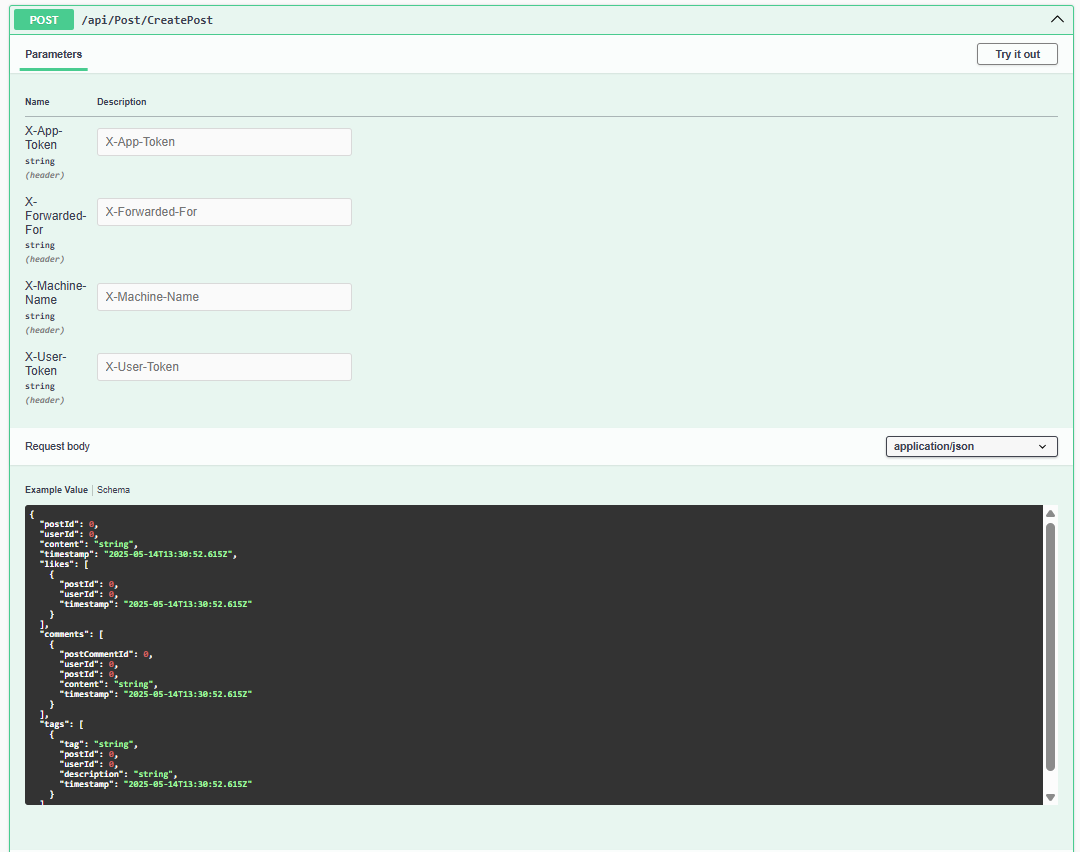 POST /api/Post/CreatePost
Parameters
Try it out
Name Description
X-App-
Token
string
(header)
X-App-Token
X-
Forwarded-
For
string
(header)
X-Forwarded-For
X-Machine-
Name
string
(header)
X-Machine-Name
X-User-
Token
string
(header)
X-User-Token
Request body
application/json
Example Value | Schema
{
  "postId": 0,
  "userId": 0,
  "content": "string",
  "timestamp": "2025-05-14T13:30:52.615Z",
  "likes": [
    {
      "postId": 0,
      "userId": 0,
      "timestamp": "2025-05-14T13:30:52.615Z"
    }
  ],
  "comments": [
    {
      "postCommentId": 0,
      "userId": 0,
      "postId": 0,
      "content": "string",
      "timestamp": "2025-05-14T13:30:52.615Z"
    }
  ],
  "tags": [
    {
      "tag": "string",
      "postId": 0,
      "userId": 0,
      "description": "string",
      "timestamp": "2025-05-14T13:30:52.615Z"
    }
  ]